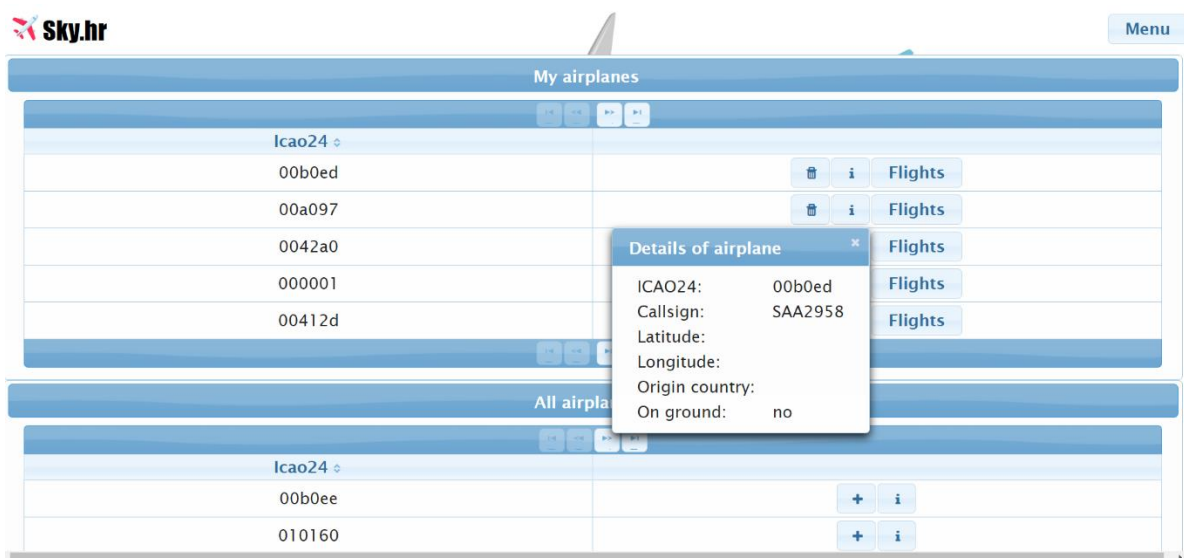 Sky.hr
Menu
My airplanes
Icao24
00b0ed i Flights
00a097 i Flights
0042a0 Flights
000001 Flights
00412d Flights
Details of airplane ×
ICAO24: 00b0ed
Callsign: SAA2958
Latitude:
Longitude:
Origin country:
On ground: no
All airpla
Icao24
00b0ee + i
010160 + i